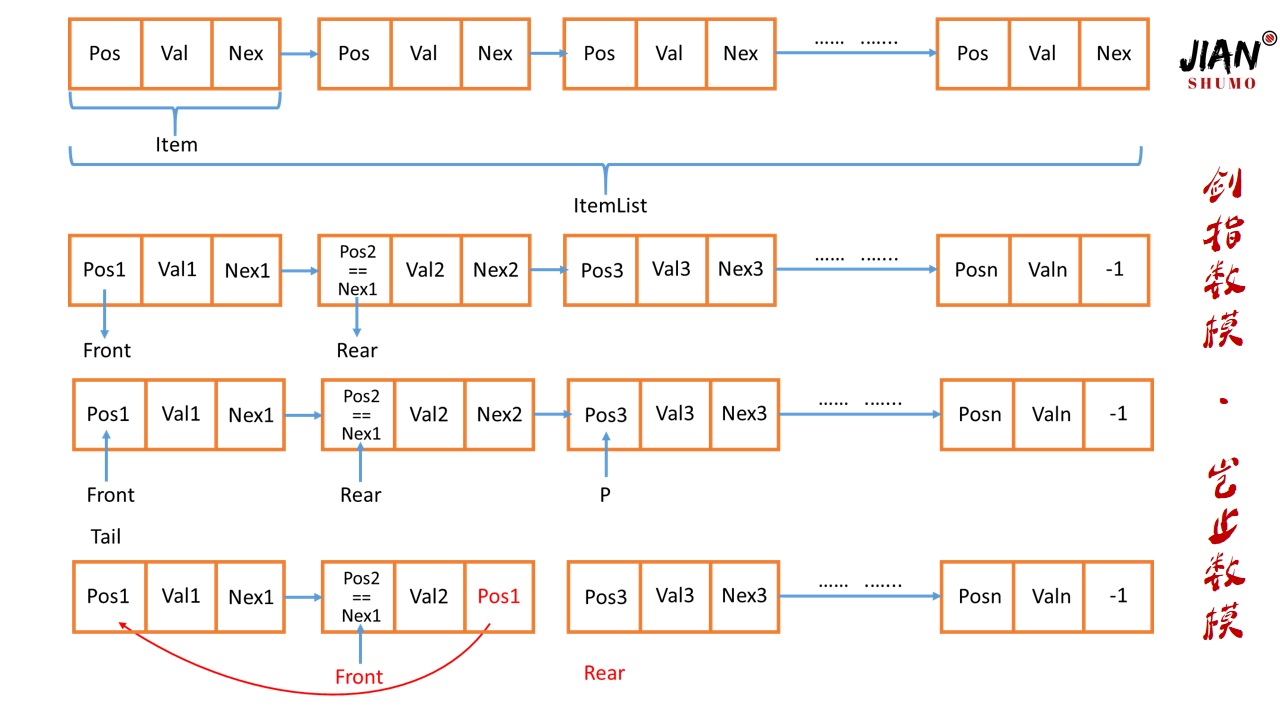 Pos Val Nex Pos Val Nex Pos Val Nex …… ……. Pos Val Nex
Item
ItemList
Pos1 Val1 Nex1 Pos2 == Nex1 Val2 Nex2 Pos3 Val3 Nex3 …… ……. Posn Valn -1
Front Rear
Pos1 Val1 Nex1 Pos2 == Nex1 Val2 Nex2 Pos3 Val3 Nex3 …… ……. Posn Valn -1
Front Rear P
Tail
Pos1 Val1 Nex1 Pos2 == Nex1 Val2 Pos1 Pos3 Val3 Nex3 …… ……. Posn Valn -1
Front Rear
JIAN
SHUMO
剑指数模·岂止数模